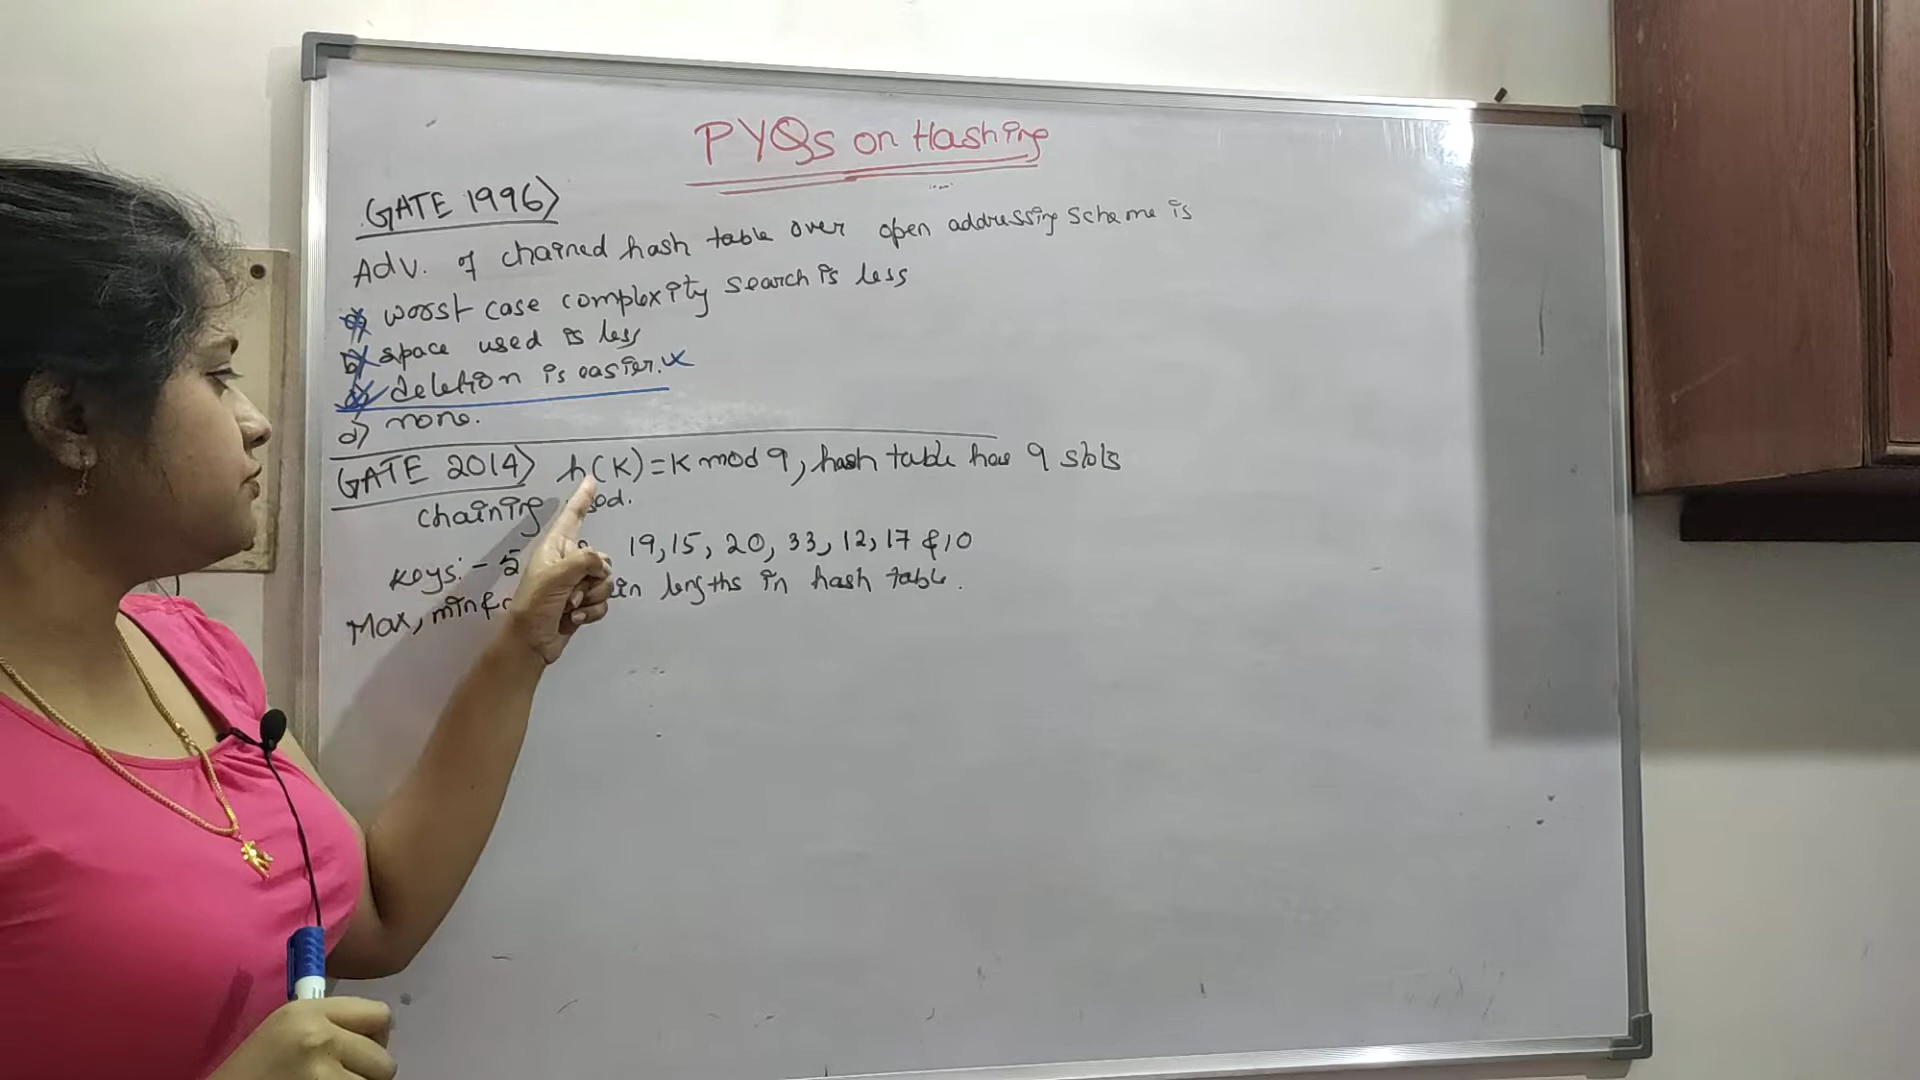 PYQs on Hashing
GATE 1996>
Adv. of chained hash table over open addressing scheme is
a) worst case complexity search is less
b) space used is less
c) deletion is easier.
d) none.
GATE 2014> h(K) = K mod 9, hash table has 9 slots
chaining
keys:- 5 19, 15, 20, 33, 12, 17 & 10
Max, min & lengths in hash table.